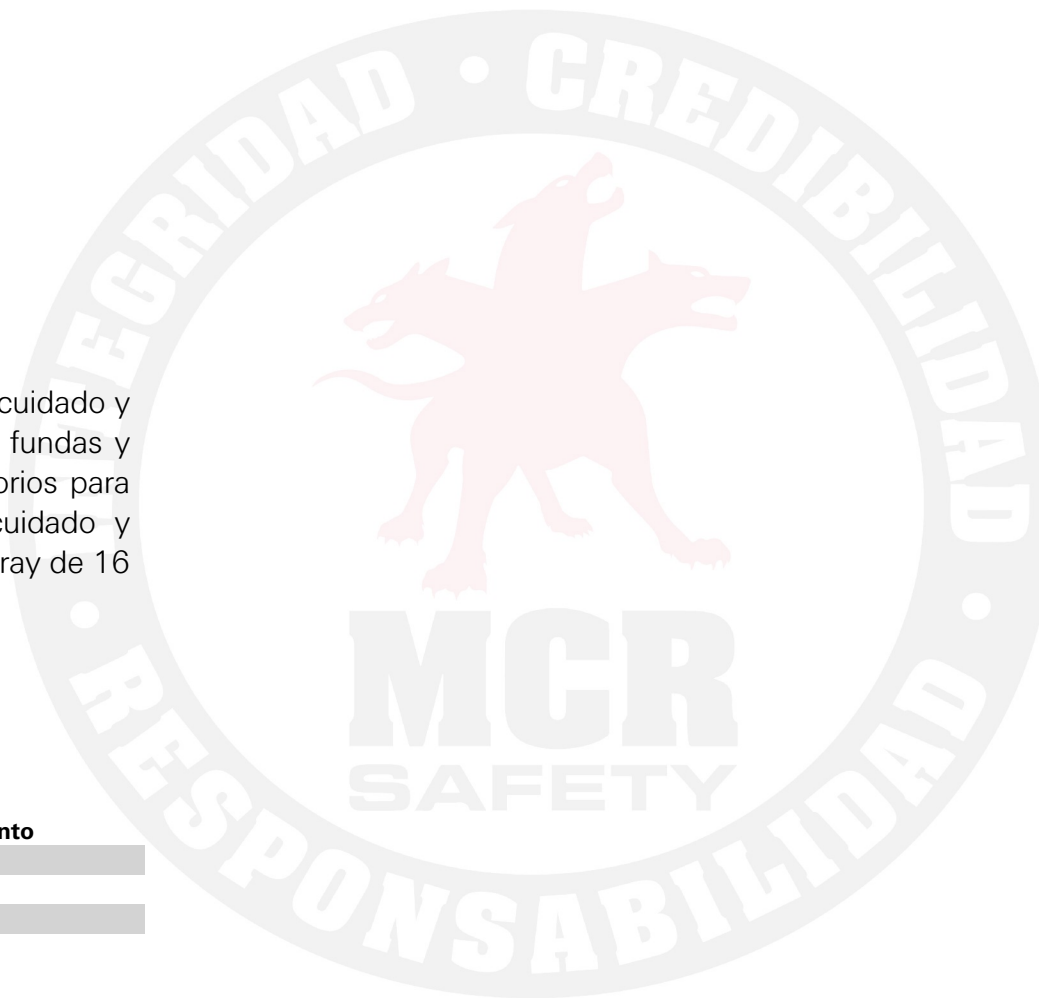 INTEGRIDAD • CREDIBILIDAD
cuidado y
fundas y
orios para
cuidado y
ray de 16
MCR
SAFETY
nto
• RESPONSABILIDAD •